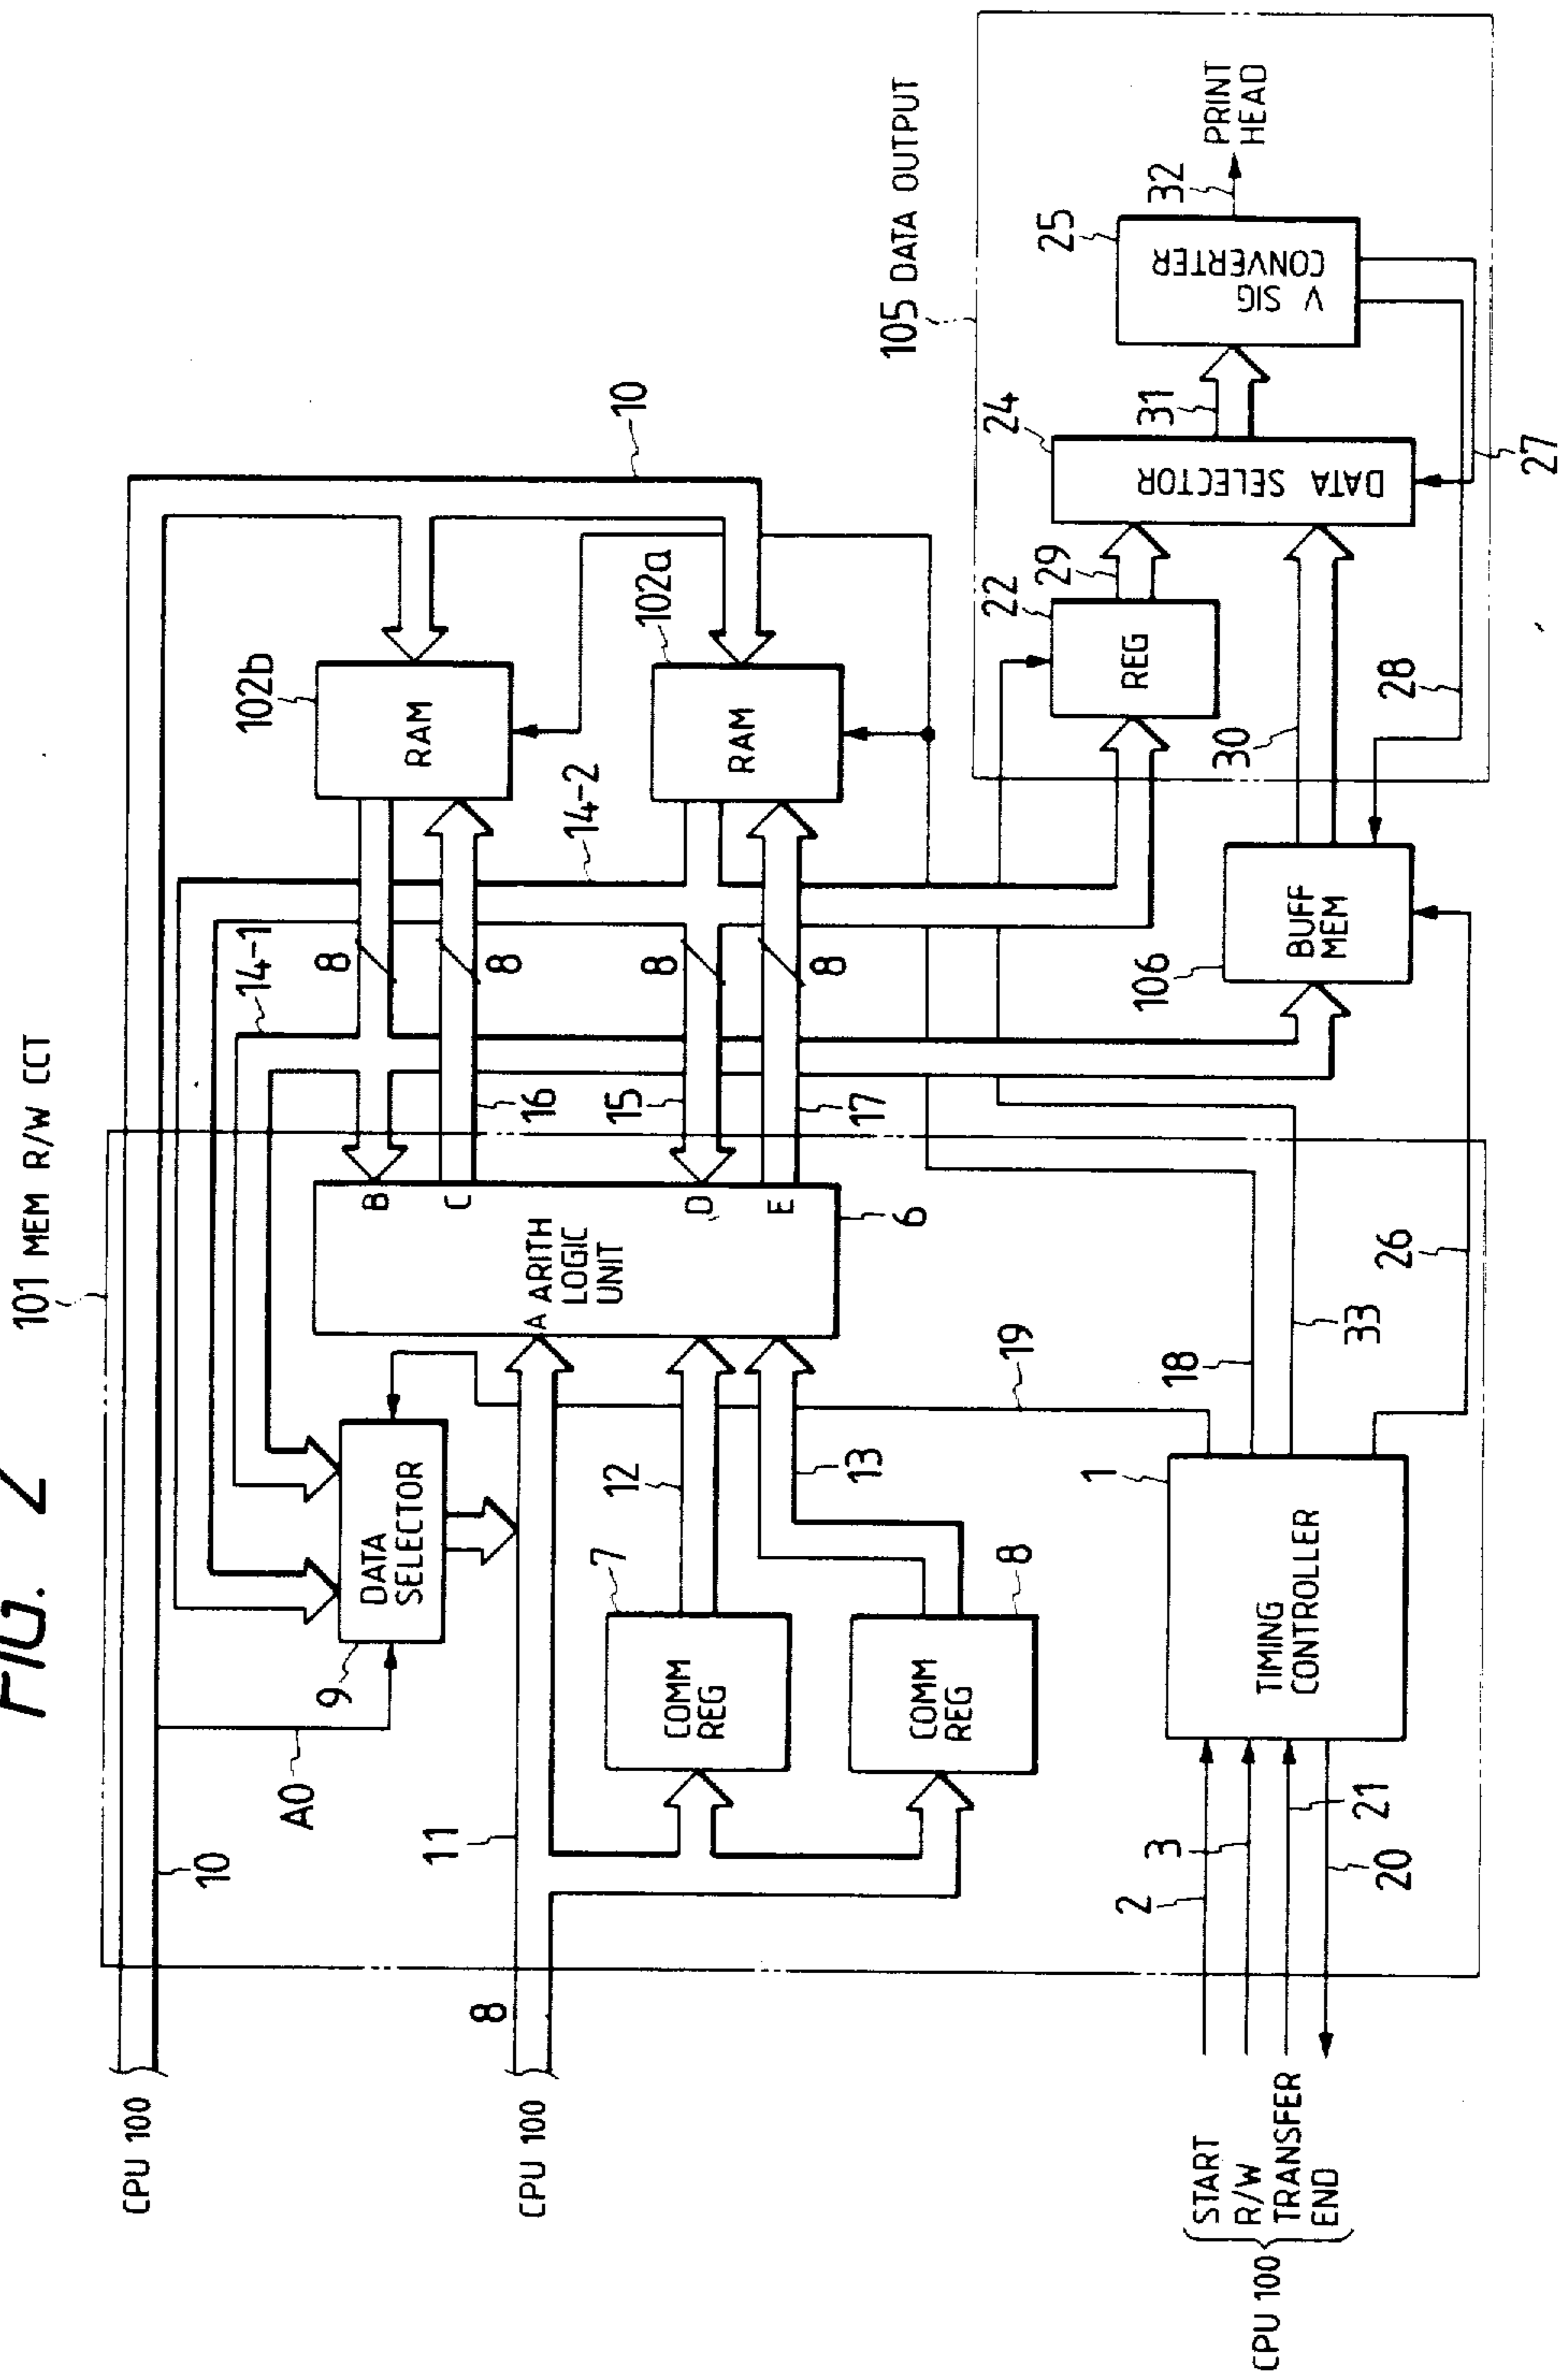 FIG. 2
101 MEM R/W CCT
CPU 100
10
A0
9
DATA
SELECTOR
14-1
14-2
102b
RAM
10
102a
RAM
8
8
8
8
B
C
D
E
16
15
17
A ARITH
LOGIC
UNIT
6
CPU 100
8
11
7
COMM
REG
12
COMM
REG
8
13
19
18
33
26
1
TIMING
CONTROLLER
CPU 100
START
R/W
TRANSFER
END
2
3
21
20
105 DATA OUTPUT
22
REG
29
24
DATA SELECTOR
31
25
V SIG
CONVERTER
32
PRINT
HEAD
30
28
27
106
BUFF
MEM